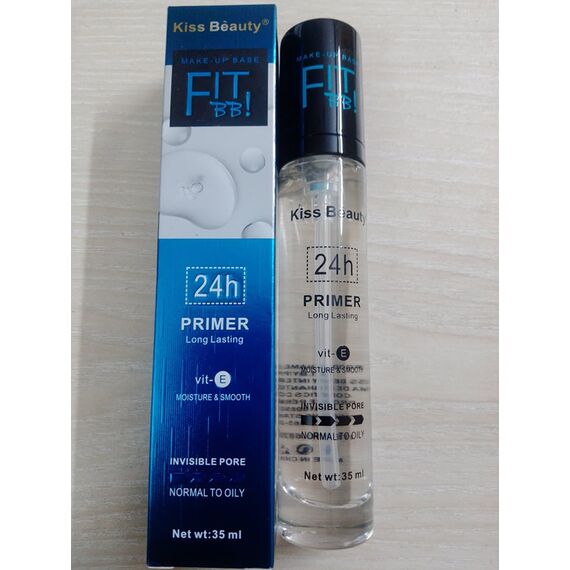 Kiss Beauty®
MAKE-UP BASE
FIT
BB!
24h
PRIMER
Long Lasting
vit-E
MOISTURE & SMOOTH
INVISIBLE PORE
NORMAL TO OILY
Net wt:35 ml
MAKE-UP BASE
FIT
BB!
Kiss Beauty
24h
PRIMER
Long Lasting
vit-E
MOISTURE & SMOOTH
INVISIBLE PORE
NORMAL TO OILY
Net wt:35 ml